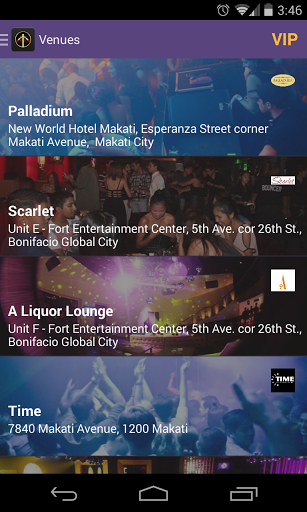 3:46
Venues
VIP
Palladium
New World Hotel Makati, Esperanza Street corner
Makati Avenue, Makati City
Scarlet
Unit E - Fort Entertainment Center, 5th Ave. cor 26th St.,
Bonifacio Global City
A Liquor Lounge
Unit F - Fort Entertainment Center, 5th Ave. cor 26th St.,
Bonifacio Global City
TIME
Time
7840 Makati Avenue, 1200 Makati